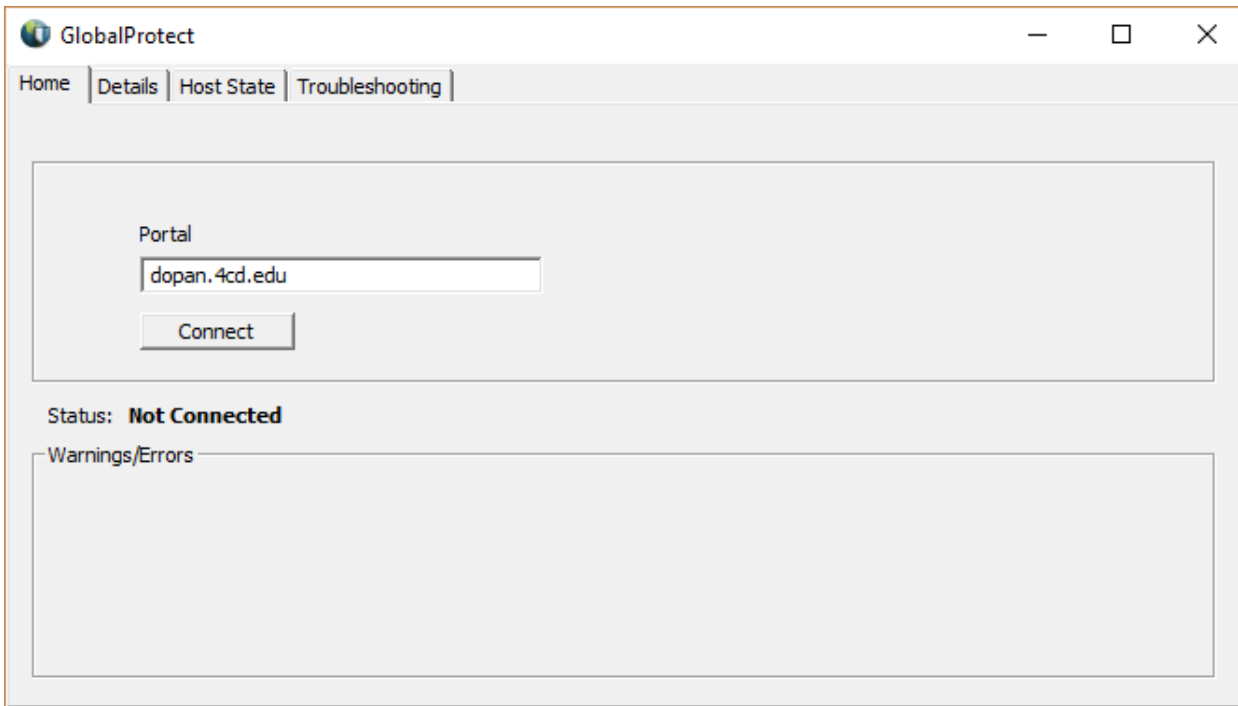 GlobalProtect
Home Details Host State Troubleshooting
Portal
dopan.4cd.edu
Connect
Status: Not Connected
Warnings/Errors